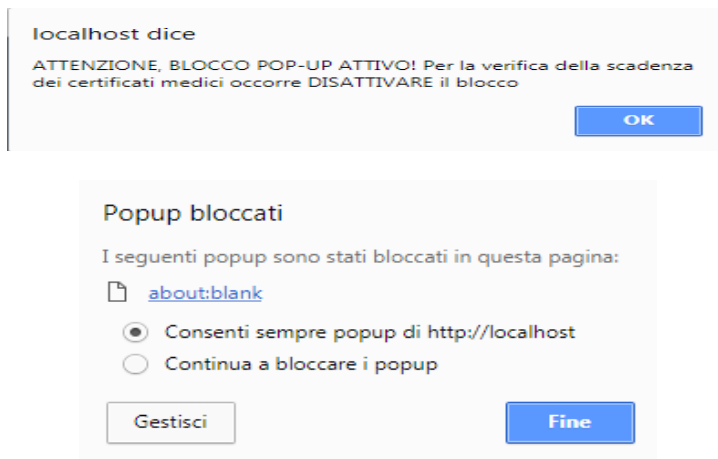 localhost dice
ATTENZIONE, BLOCCO POP-UP ATTIVO! Per la verifica della scadenza
dei certificati medici occorre DISATTIVARE il blocco
OK
Popup bloccati
I seguenti popup sono stati bloccati in questa pagina:
about:blank
Consenti sempre popup di http://localhost
Continua a bloccare i popup
Gestisci
Fine